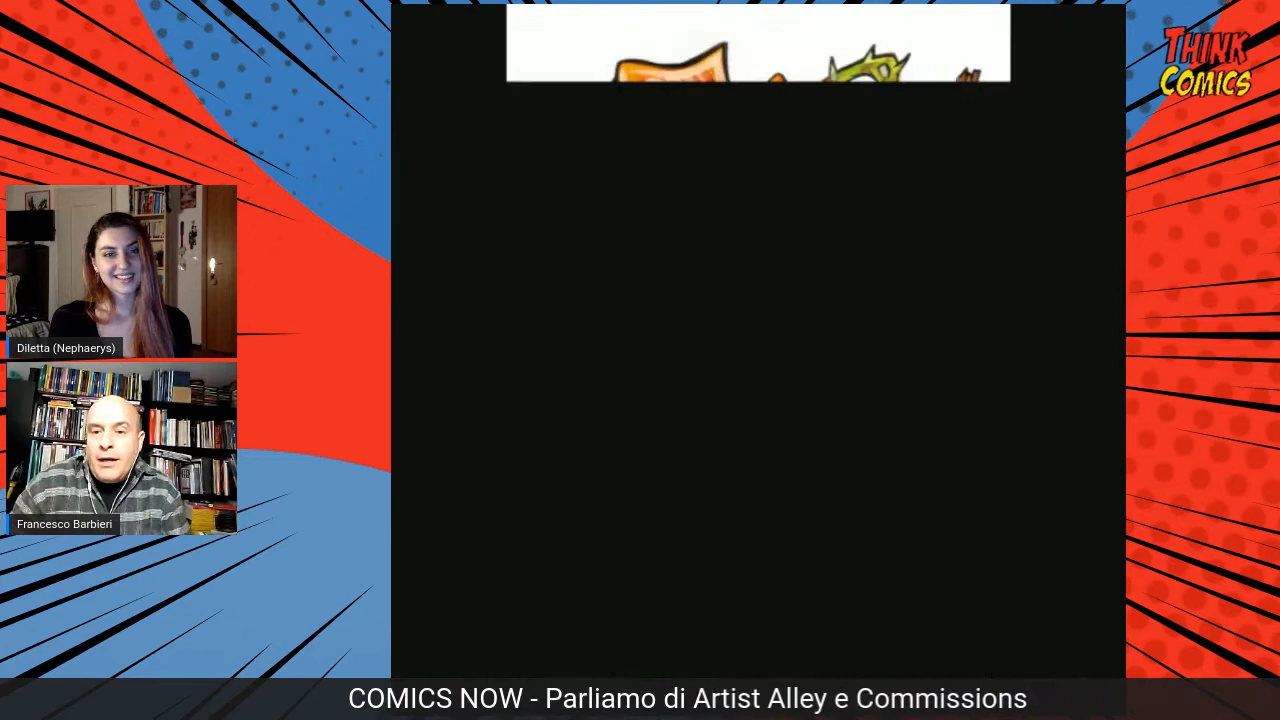 THINK
COMICS
Diletta (Nephaerys)
Francesco Barbieri
COMICS NOW - Parliamo di Artist Alley e Commissions